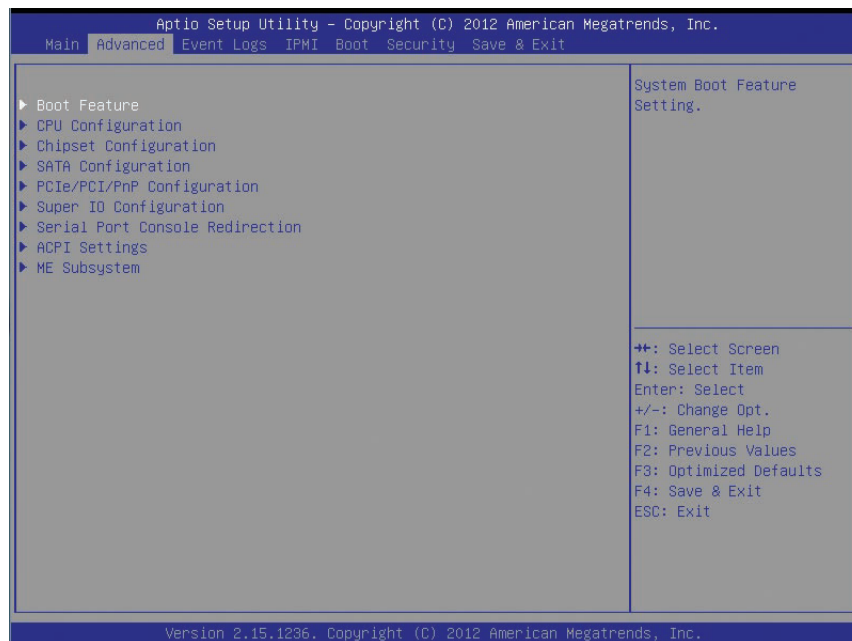 Aptio Setup Utility – Copyright (C) 2012 American Megatrends, Inc.
Main Advanced Event Logs IPMI Boot Security Save & Exit
System Boot Feature
Setting.
▶ Boot Feature
▶ CPU Configuration
▶ Chipset Configuration
▶ SATA Configuration
▶ PCIe/PCI/PnP Configuration
▶ Super IO Configuration
▶ Serial Port Console Redirection
▶ ACPI Settings
▶ ME Subsystem
→←: Select Screen
↑↓: Select Item
Enter: Select
+/-: Change Opt.
F1: General Help
F2: Previous Values
F3: Optimized Defaults
F4: Save & Exit
ESC: Exit
Version 2.15.1236. Copyright (C) 2012 American Megatrends, Inc.